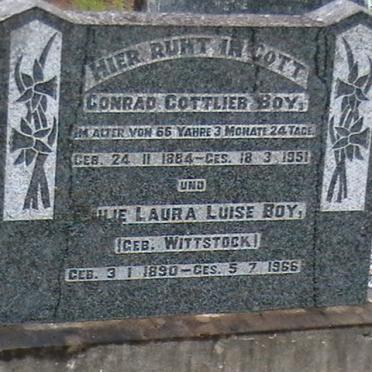 HIER RUHT IN GOTT
CONRAD GOTTLIEB BOY,
IM ALTER VON 66 YAHRE 3 MONATE 24 TAGE.
GEB. 24 11 1884–GES. 18 3 1951
UND
LAURA LUISE BOY,
(GEB. WITTSTOCK)
GEB. 3 1 1890–GES. 5 7 1966